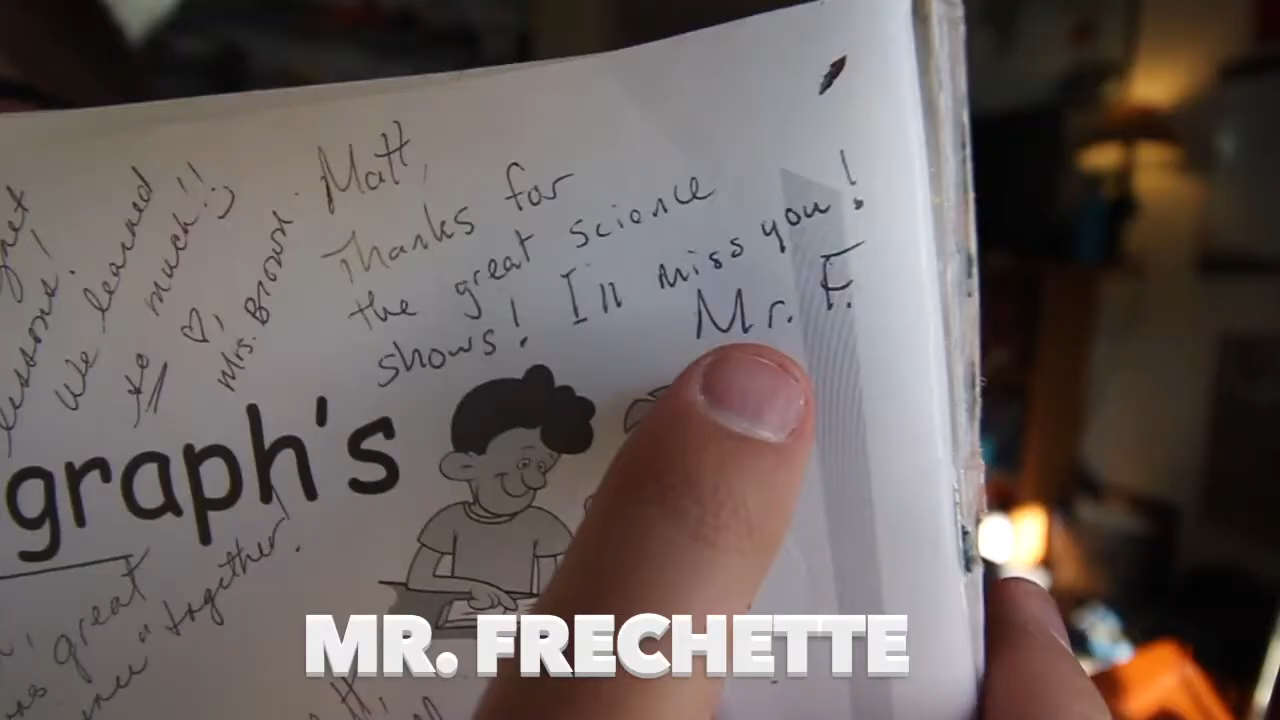 lessons!
We learned
so much!!
♡,
Mrs. Brown
Matt,
Thanks for
the great science
shows! I'll miss you!
Mr. F.
graph's
great
together!
MR. FRECHETTE